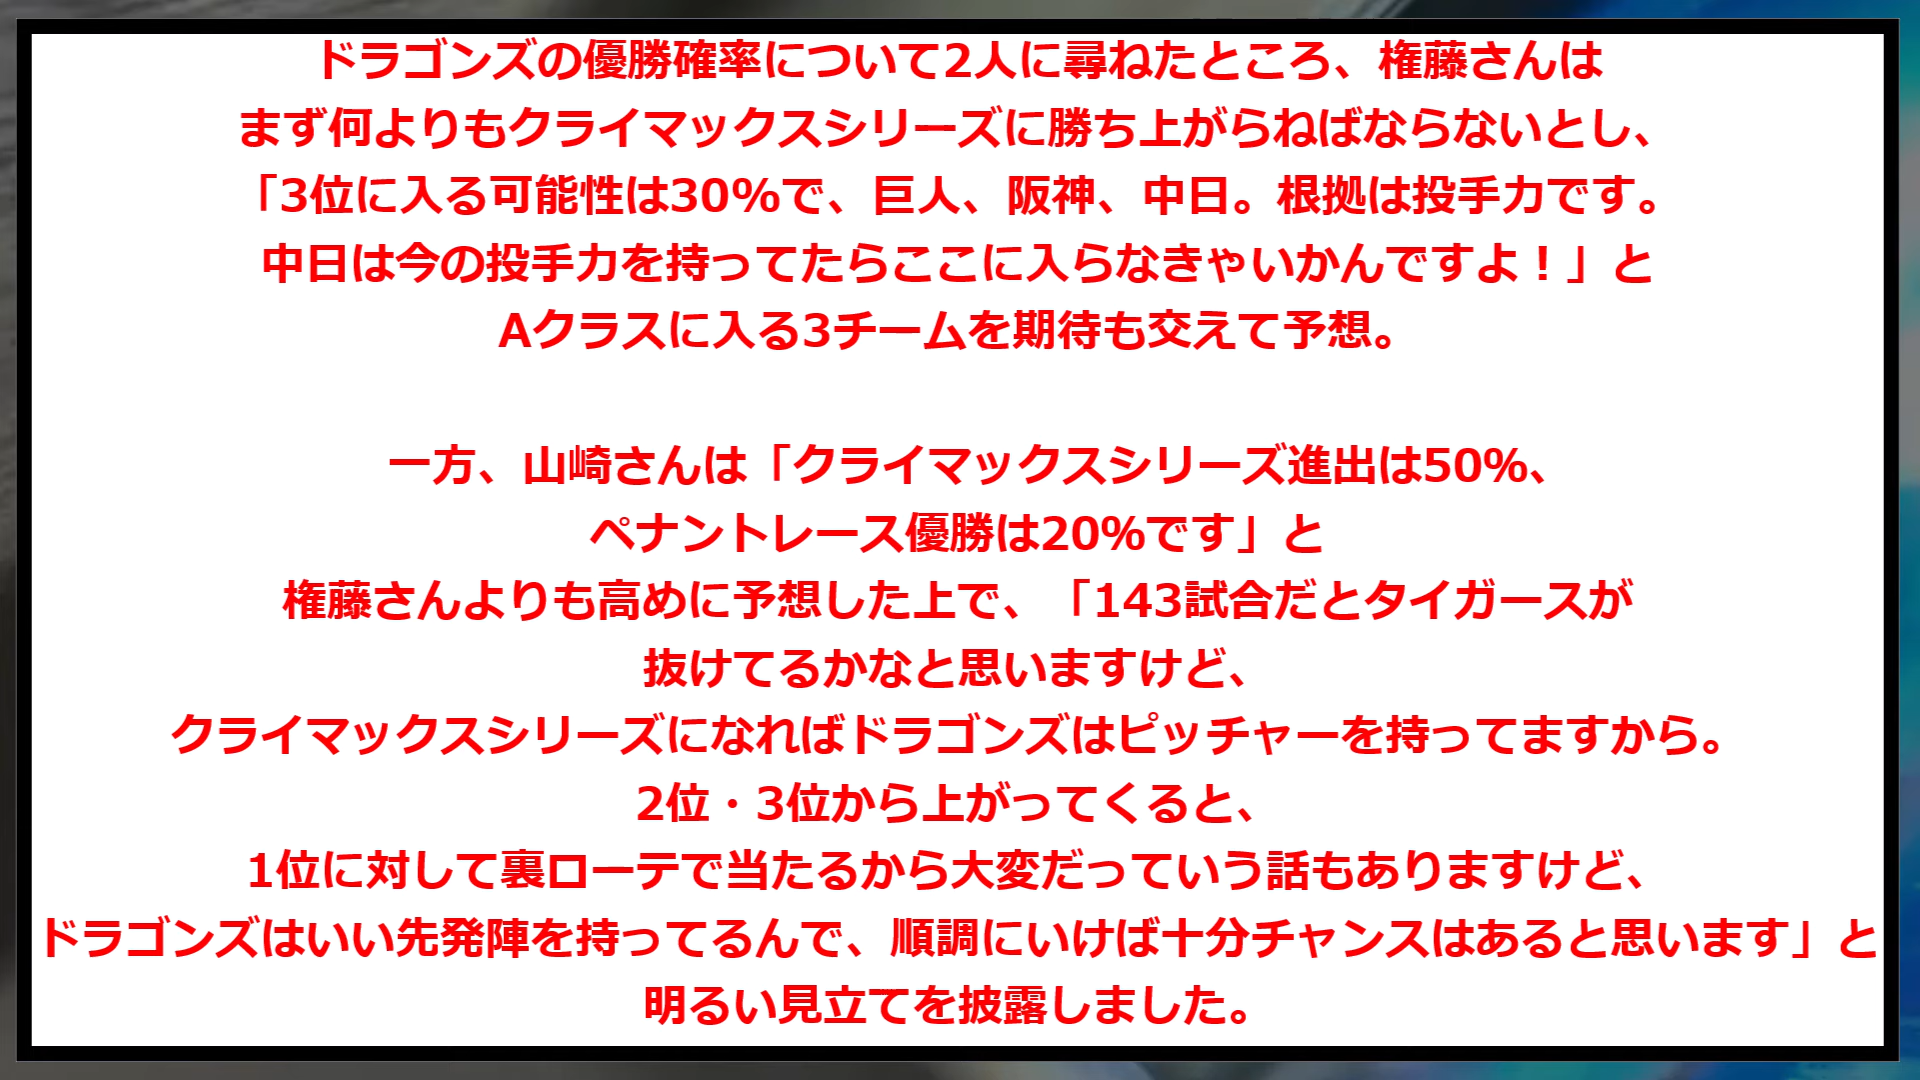 ドラゴンズの優勝確率について2人に尋ねたところ、権藤さんは
まず何よりもクライマックスシリーズに勝ち上がらねばならないとし、
「3位に入る可能性は30%で、巨人、阪神、中日。根拠は投手力です。
中日は今の投手力を持ってたらここに入らなきゃいかんですよ！」と
Aクラスに入る3チームを期待も交えて予想。
一方、山崎さんは「クライマックスシリーズ進出は50%、
ペナントレース優勝は20%です」と
権藤さんよりも高めに予想した上で、「143試合だとタイガースが
抜けてるかなと思いますけど、
クライマックスシリーズになればドラゴンズはピッチャーを持ってますから。
2位・3位から上がってくると、
1位に対して裏ローテで当たるから大変だっていう話もありますけど、
ドラゴンズはいい先発陣を持ってるんで、順調にいけば十分チャンスはあると思います」と
明るい見立てを披露しました。